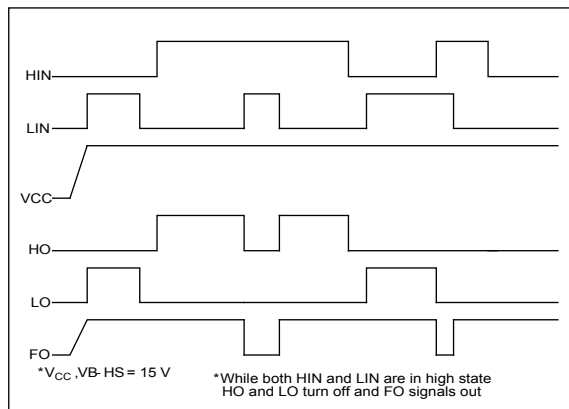 HIN
LIN
VCC
HO
LO
FO
*VCC ,VB- HS = 15 V
*While both HIN and LIN are in high state
HO and LO turn off and FO signals out